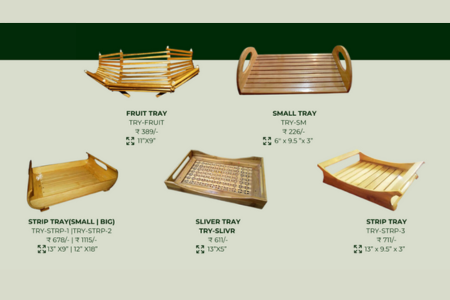 FRUIT TRAY
TRY-FRUIT
₹ 389/-
11"X9"
SMALL TRAY
TRY-SM
₹ 226/-
6" x 9.5 "x 3"
STRIP TRAY(SMALL | BIG)
TRY-STRP-1 |TRY-STRP-2
₹ 678/- | ₹ 1115/-
13" X9" | 12" X18"
SLIVER TRAY
TRY-SLIVR
₹ 611/-
13"X5"
STRIP TRAY
TRY-STRP-3
₹ 711/-
13" x 9.5" x 3"